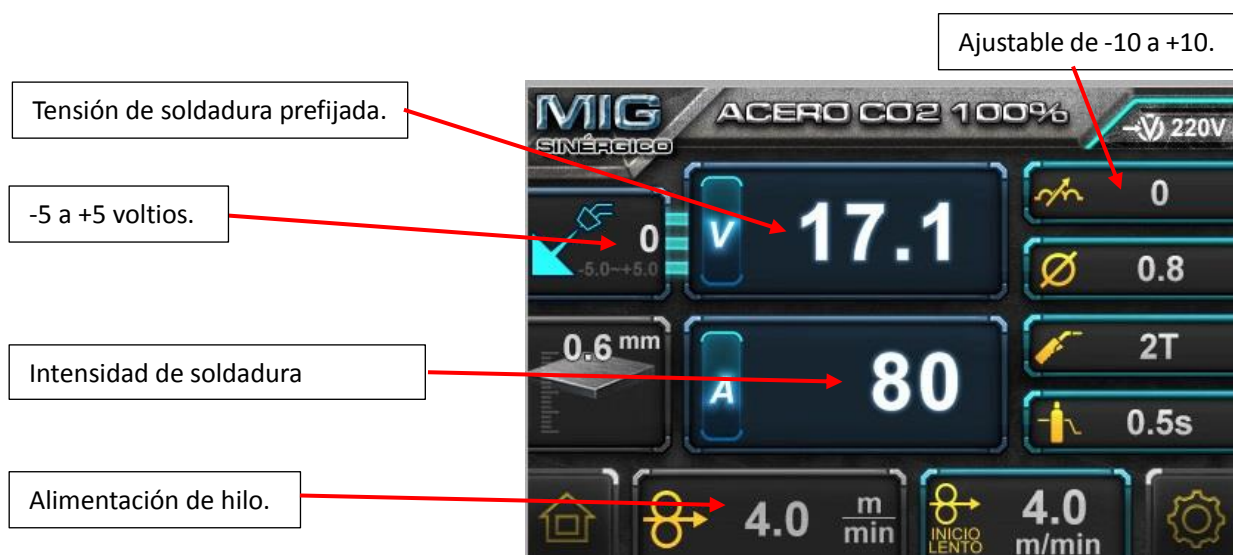 Ajustable de -10 a +10.
Tensión de soldadura prefijada.
-5 a +5 voltios.
Intensidad de soldadura
Alimentación de hilo.
MIG
SINÉRGICO
ACERO CO2 100%
220V
0
-5.0~+5.0
V
17.1
0
0.8
0.6 mm
A
80
2T
0.5s
4.0 m/min
INICIO
LENTO
4.0
m/min